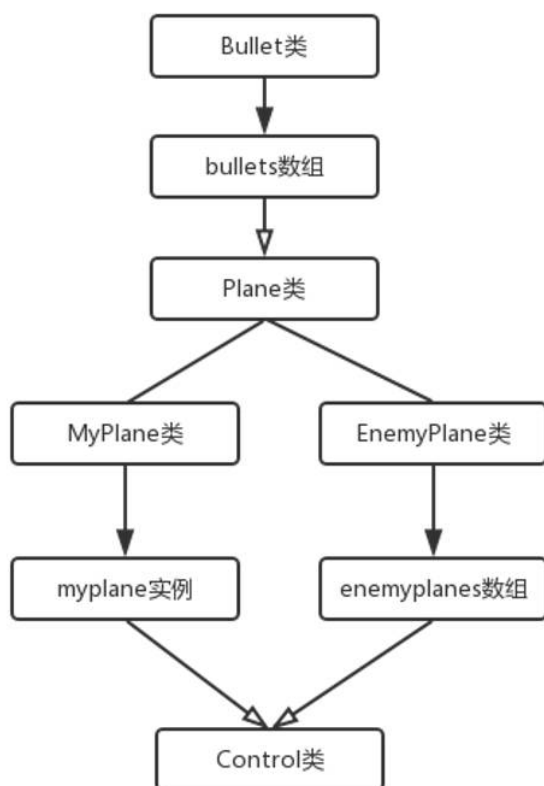 Bullet类
bullets数组
Plane类
MyPlane类
EnemyPlane类
myplane实例
enemyplanes数组
Control类